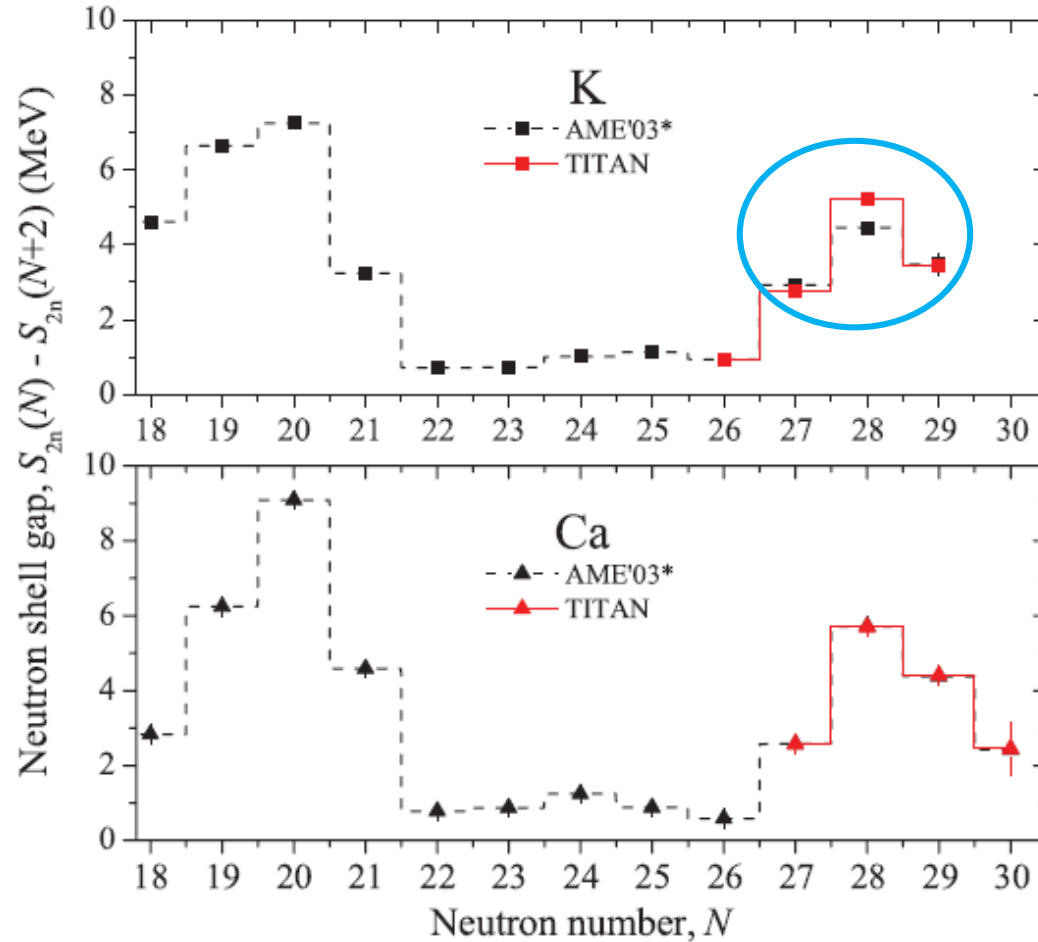 Neutron shell gap, S2n(N) - S2n(N+2) (MeV)
10
8
6
4
2
0
K
AME'03*
TITAN
18 19 20 21 22 23 24 25 26 27 28 29 30
10
8
6
4
2
0
Ca
AME'03*
TITAN
18 19 20 21 22 23 24 25 26 27 28 29 30
Neutron number, N